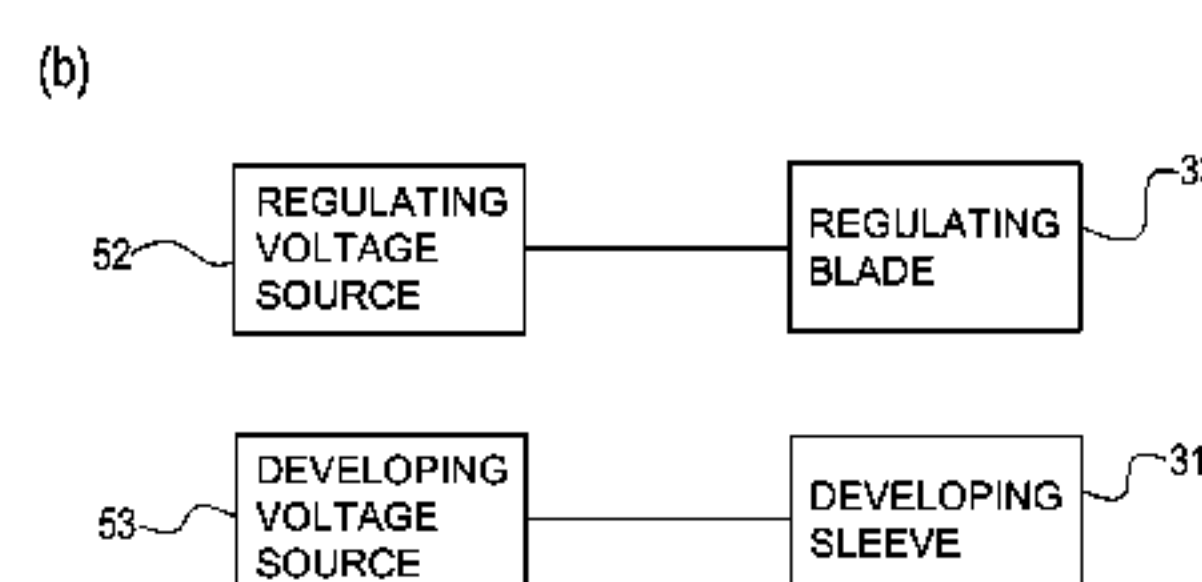 (b)
REGULATING
VOLTAGE
SOURCE
52
REGULATING
BLADE
DEVELOPING
VOLTAGE
SOURCE
53
DEVELOPING
SLEEVE
31